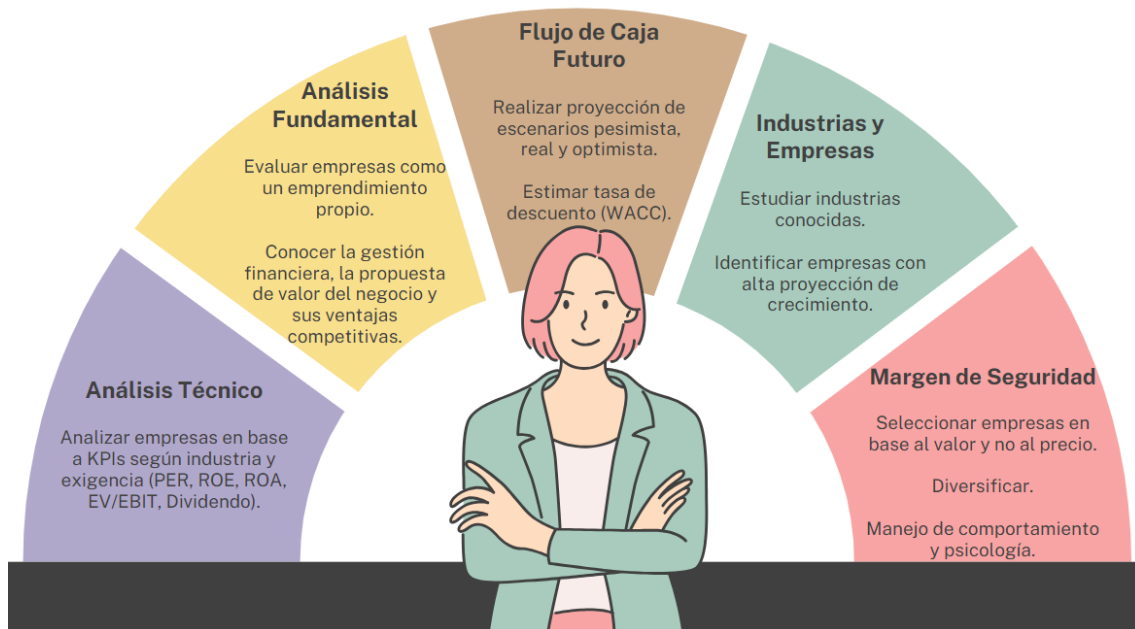 Análisis Técnico
Analizar empresas en base
a KPIs según industria y
exigencia (PER, ROE, ROA,
EV/EBIT, Dividendo).
Análisis
Fundamental
Evaluar empresas como
un emprendimiento
propio.
Conocer la gestión
financiera, la propuesta
de valor del negocio y
sus ventajas
competitivas.
Flujo de Caja
Futuro
Realizar proyección de
escenarios pesimista,
real y optimista.
Estimar tasa de
descuento (WACC).
Industrias y
Empresas
Estudiar industrias
conocidas.
Identificar empresas con
alta proyección de
crecimiento.
Margen de Seguridad
Seleccionar empresas en
base al valor y no al precio.
Diversificar.
Manejo de comportamiento
y psicología.